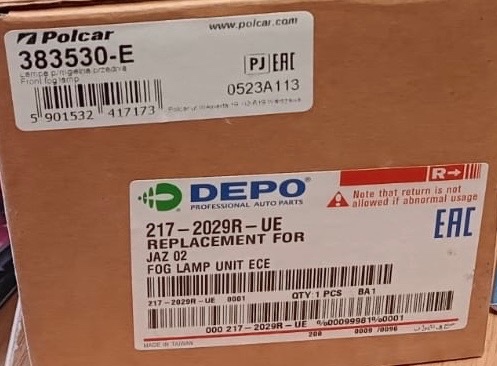 Polcar
www.polcar.com
383530-E
Lampa p/mgielna przednia
Front fog lamp
PJ EAC
0523A113
5 901532 417173
R→
DEPO®
PROFESSIONAL AUTO PARTS
Note that return is not
allowed if abnormal usage
217-2029R-UE
REPLACEMENT FOR
JAZ 02
FOG LAMP UNIT ECE
EAC
217-2029R-UE 0001
QTY:1 PCS BA1
000 217-2029R-UE
MADE IN TAIWAN
208
0009 /0096